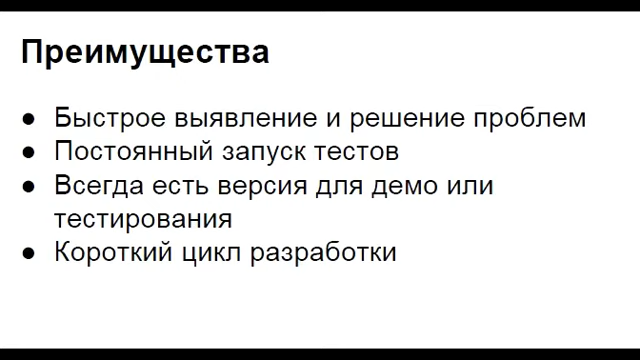 Преимущества
● Быстрое выявление и решение проблем
● Постоянный запуск тестов
● Всегда есть версия для демо или
тестирования
● Короткий цикл разработки